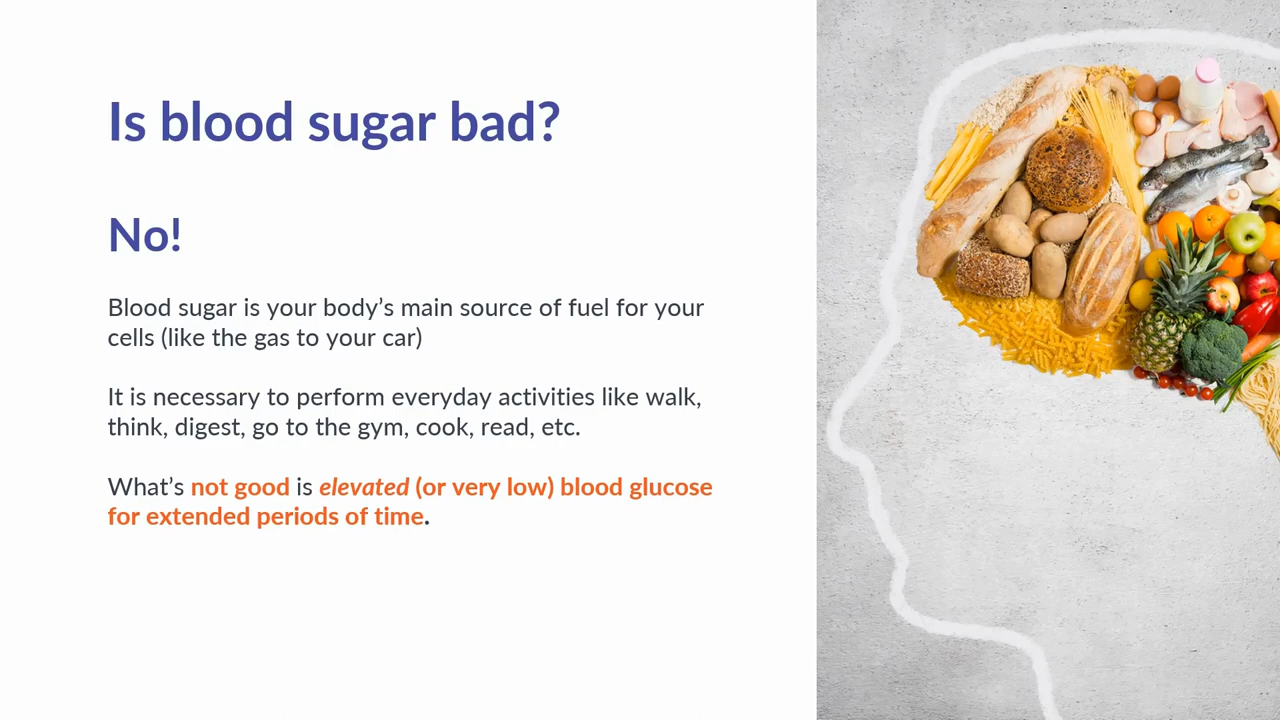 Is blood sugar bad?
No!
Blood sugar is your body’s main source of fuel for your
cells (like the gas to your car)
It is necessary to perform everyday activities like walk,
think, digest, go to the gym, cook, read, etc.
What’s not good is elevated (or very low) blood glucose
for extended periods of time.